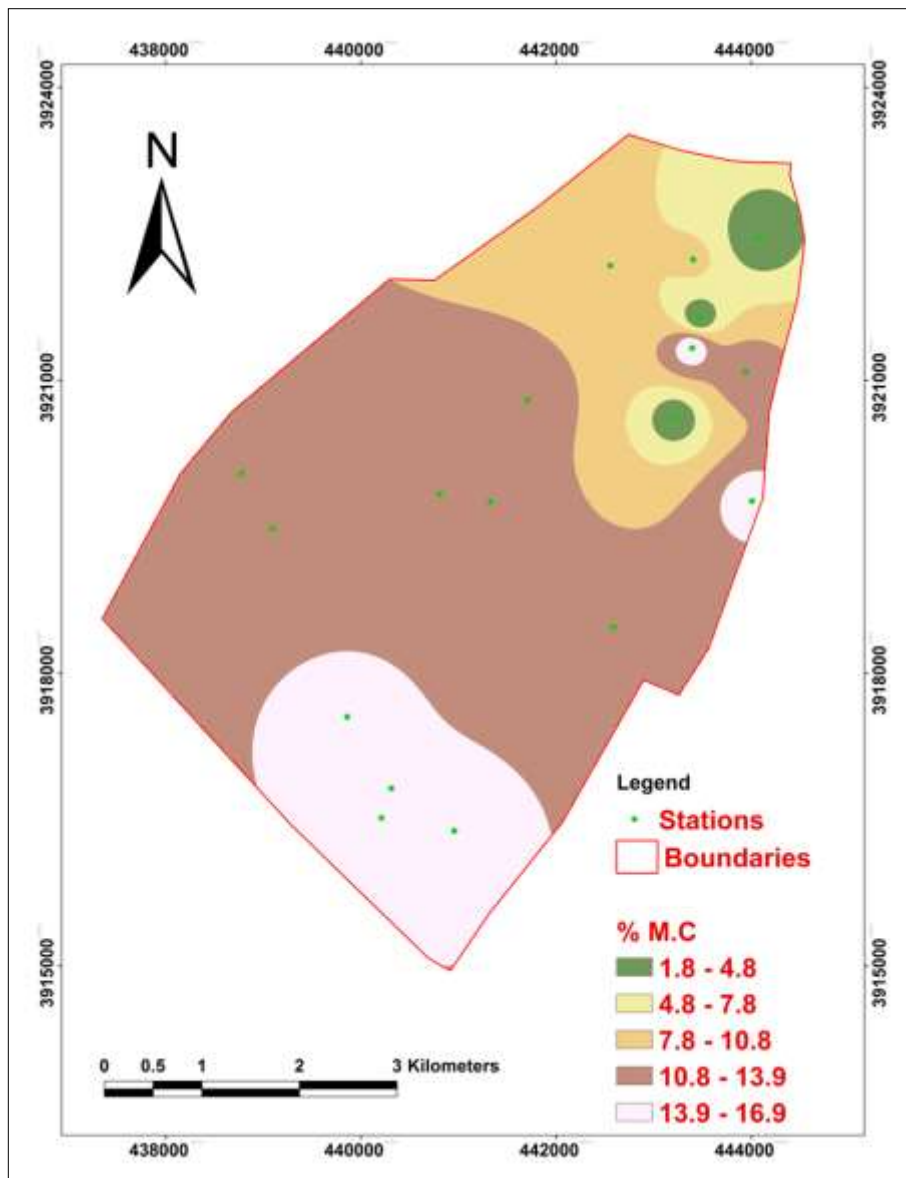 438000 440000 442000 444000
3924000 3924000
N
3921000 3921000
3918000 3918000
Legend
Stations
Boundaries
% M.C
3915000 3915000
1.8 - 4.8
4.8 - 7.8
7.8 - 10.8
10.8 - 13.9
13.9 - 16.9
0 0.5 1 2 3 Kilometers
438000 440000 442000 444000